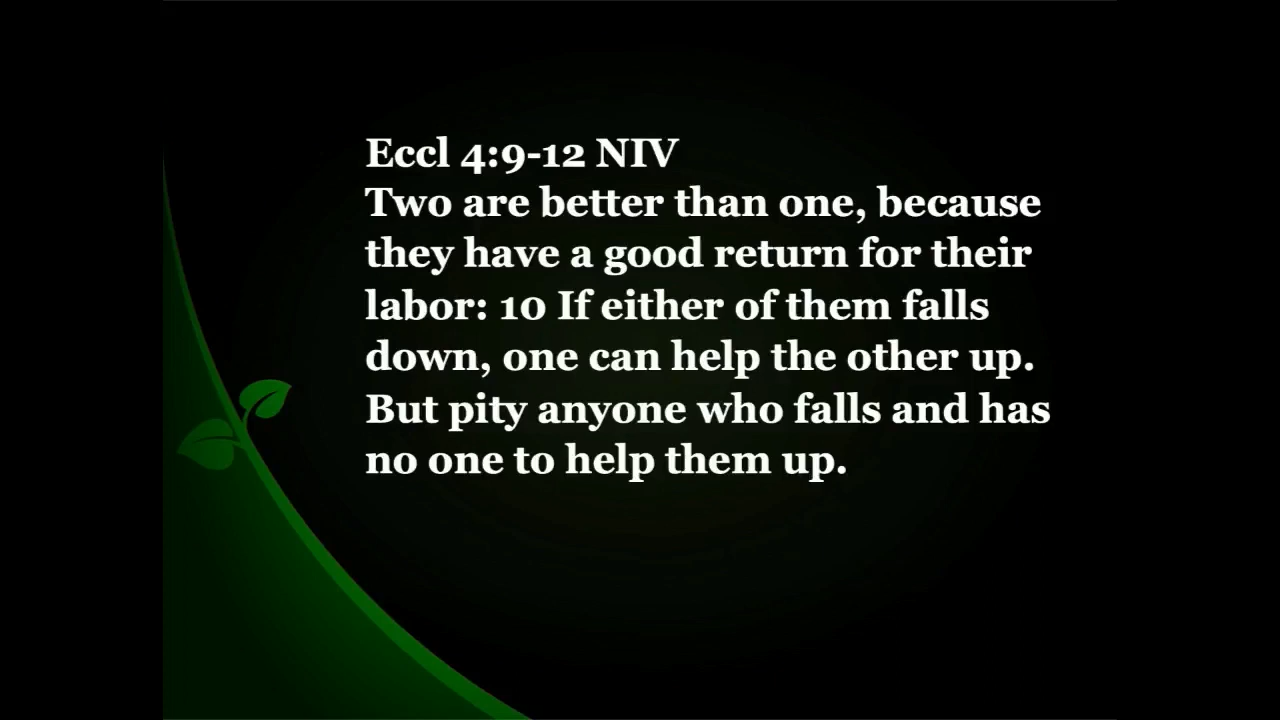 Eccl 4:9-12 NIV
Two are better than one, because
they have a good return for their
labor: 10 If either of them falls
down, one can help the other up.
But pity anyone who falls and has
no one to help them up.